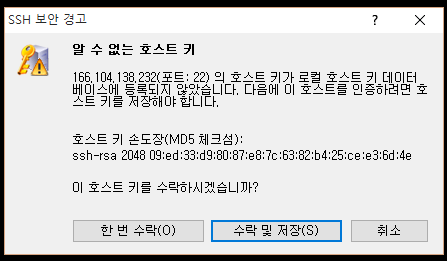 SSH 보안 경고
알 수 없는 호스트 키
166,104,138,232(포트: 22) 의 호스트 키가 로컬 호스트 키 데이터
베이스에 등록되지 않았습니다. 다음에 이 호스트를 인증하려면 호
스트 키를 저장해야 합니다.
호스트 키 손도장(MD5 체크섬):
ssh-rsa 2048 09:ed:33:d9:80:87:e8:7c:63:82:b4:25:ce:e3:6d:4e
이 호스트 키를 수락하시겠습니까?
한 번 수락(O) 수락 및 저장(S) 취소